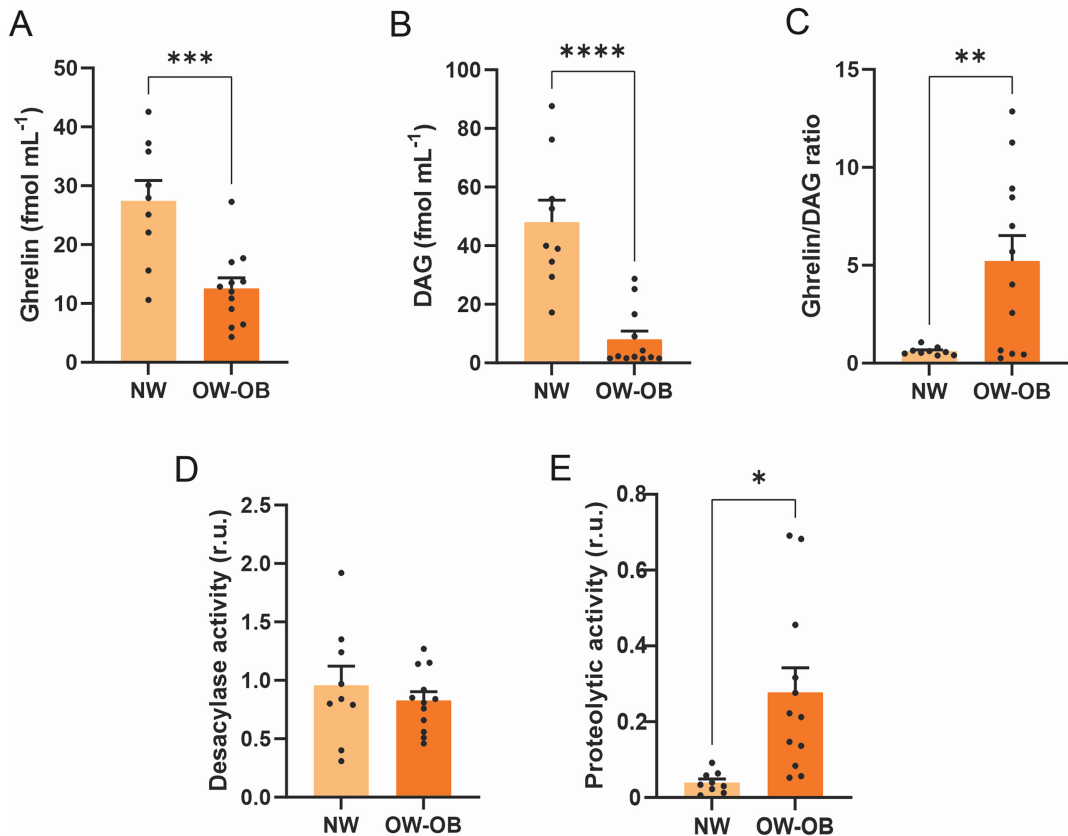 A
***
Ghrelin (fmol mL⁻¹)
50
40
30
20
10
0
NW OW-OB
B
****
DAG (fmol mL⁻¹)
100
80
60
40
20
0
NW OW-OB
C
**
Ghrelin/DAG ratio
15
10
5
0
NW OW-OB
D
Desacylase activity (r.u.)
2.5
2.0
1.5
1.0
0.5
0.0
NW OW-OB
E
*
Proteolytic activity (r.u.)
0.8
0.6
0.4
0.2
0
NW OW-OB